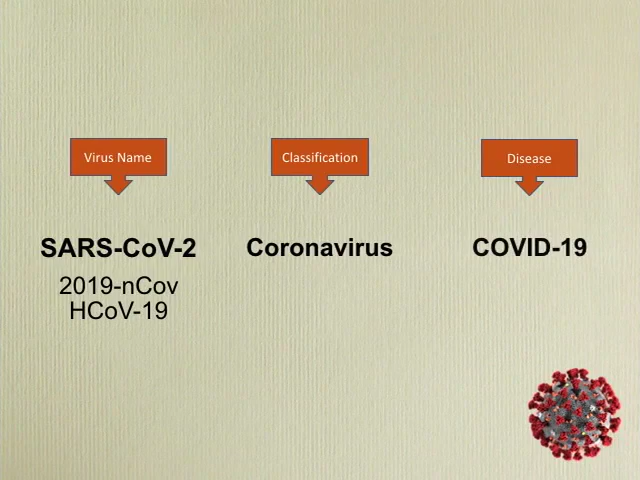 Virus Name
Classification
Disease
SARS-CoV-2
Coronavirus
COVID-19
2019-nCov
HCoV-19